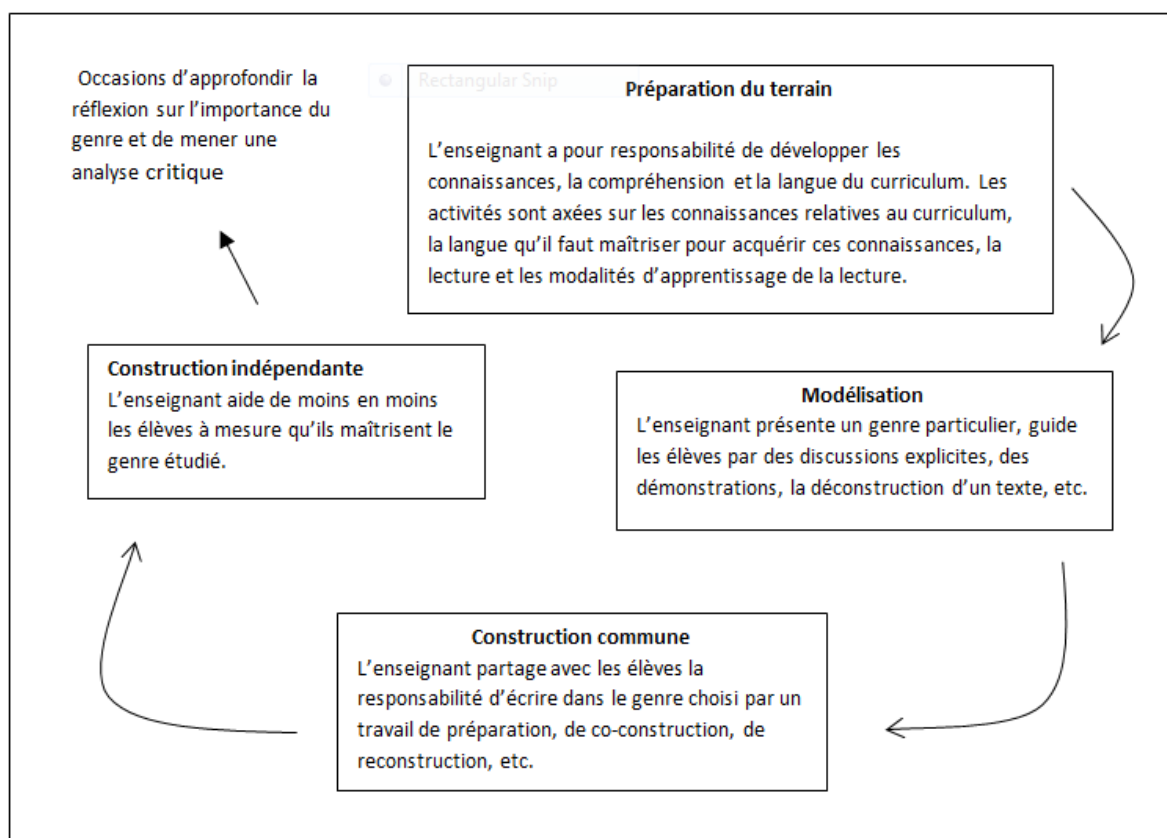 Occasions d'approfondir la
réflexion sur l'importance du
genre et de mener une
analyse critique
Rectangular Snip
Préparation du terrain
L'enseignant a pour responsabilité de développer les
connaissances, la compréhension et la langue du curriculum. Les
activités sont axées sur les connaissances relatives au curriculum,
la langue qu'il faut maîtriser pour acquérir ces connaissances, la
lecture et les modalités d'apprentissage de la lecture.
Construction indépendante
L'enseignant aide de moins en moins
les élèves à mesure qu'ils maîtrisent le
genre étudié.
Modélisation
L'enseignant présente un genre particulier, guide
les élèves par des discussions explicites, des
démonstrations, la déconstruction d'un texte, etc.
Construction commune
L'enseignant partage avec les élèves la
responsabilité d'écrire dans le genre choisi par un
travail de préparation, de co-construction, de
reconstruction, etc.